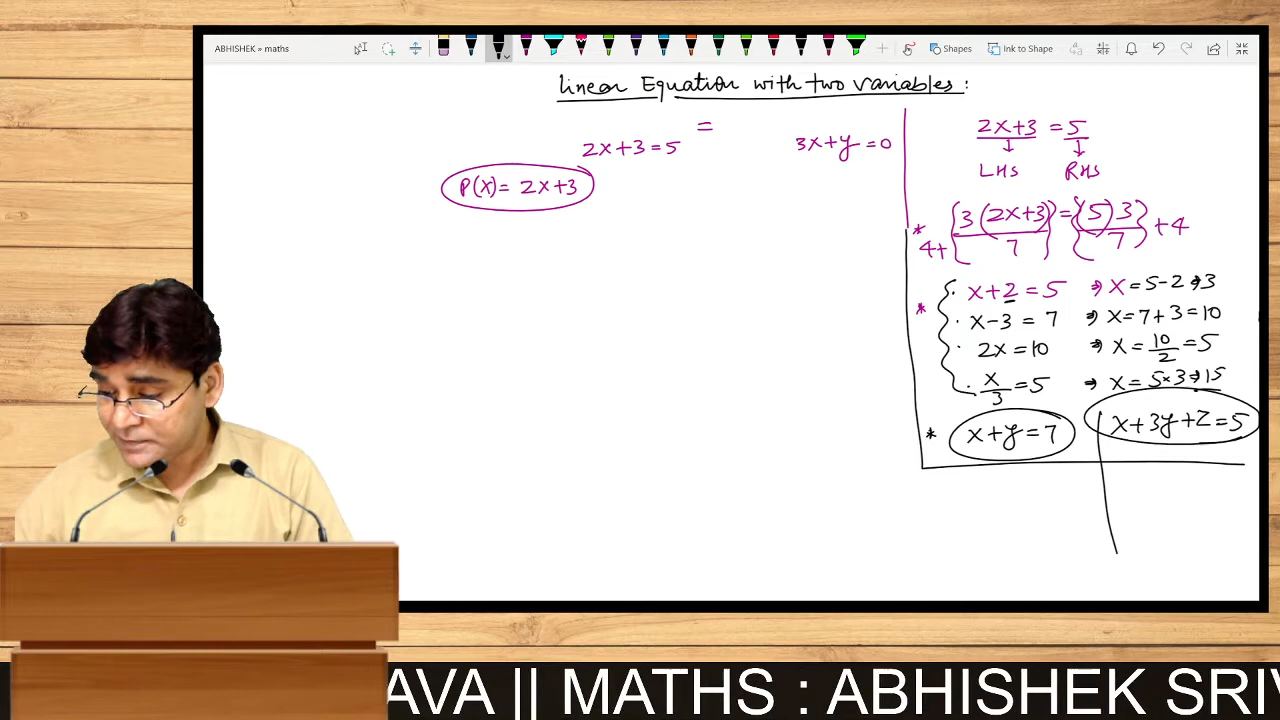 ABHISHEK » maths
Shapes
Ink to Shape
Linear Equation with two variables :
=
2x+3=5
3x+y=0
P(x)= 2x+3
2x+3 = 5
↓ ↓
LHS RHS
* 4+{3(2x+3)/7} = {(5)3/7} +4
* · x+2 = 5 ⇒ x = 5-2 ⇒ 3
· x-3 = 7 ⇒ x = 7+3 = 10
· 2x = 10 ⇒ x = 10/2 = 5
· x/3 = 5 ⇒ x = 5×3 ⇒ 15
* x+y = 7
x+3y+z=5
AVA || MATHS : ABHISHEK SRIV